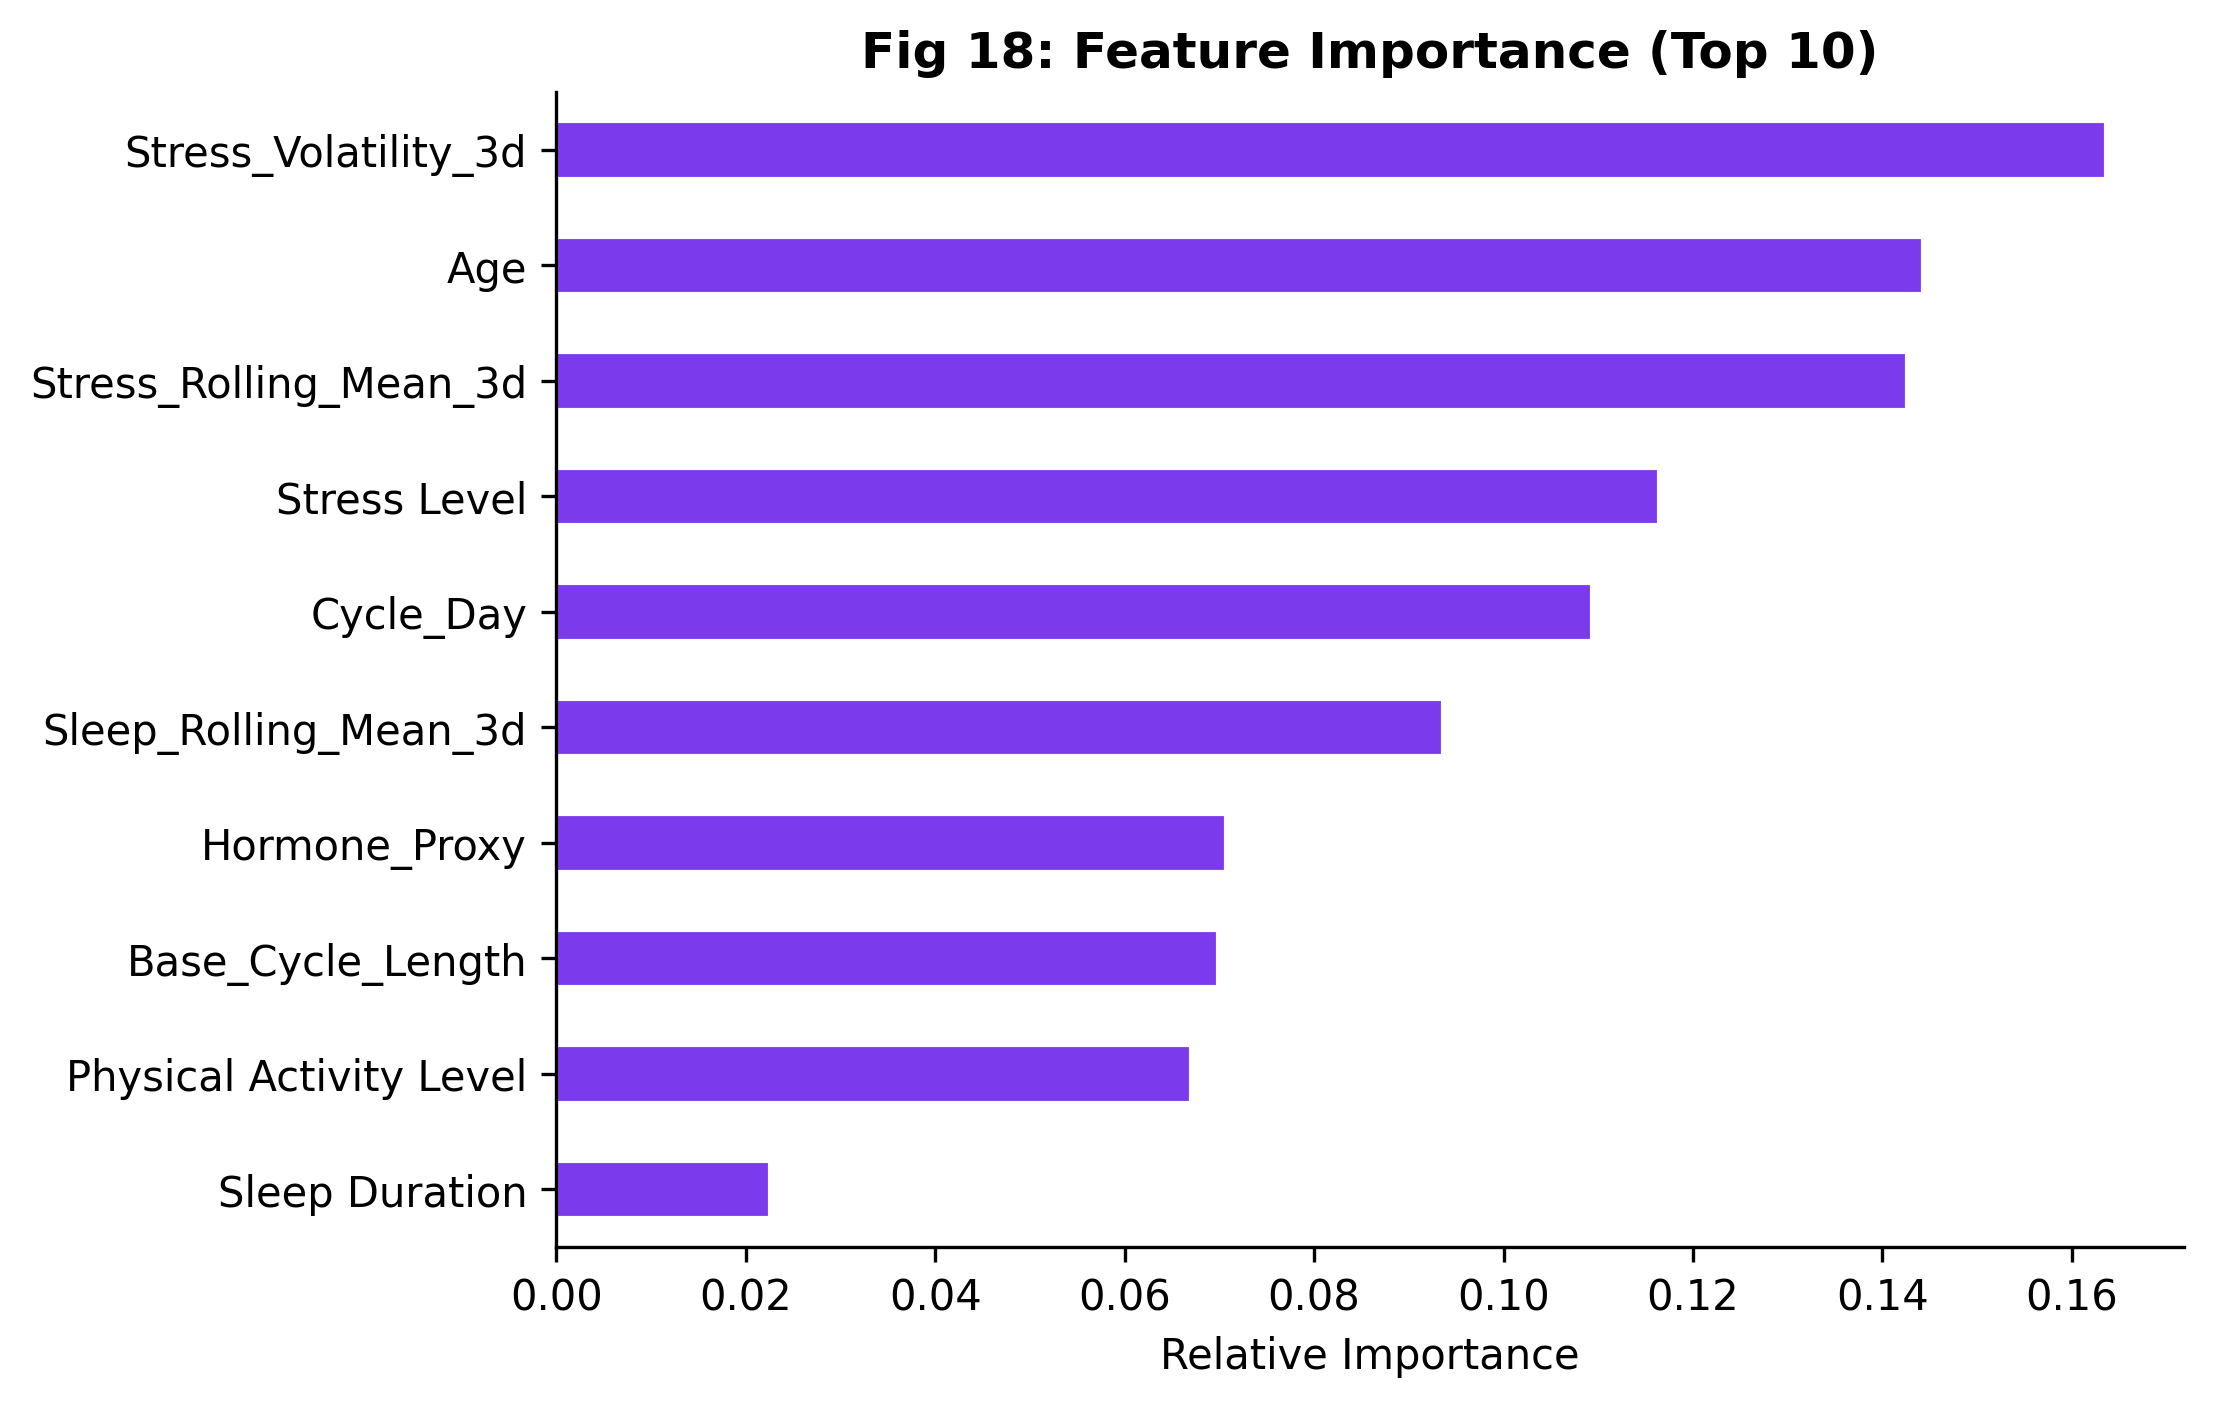 Fig 18: Feature Importance (Top 10)
Stress_Volatility_3d
Age
Stress_Rolling_Mean_3d
Stress Level
Cycle_Day
Sleep_Rolling_Mean_3d
Hormone_Proxy
Base_Cycle_Length
Physical Activity Level
Sleep Duration
0.00 0.02 0.04 0.06 0.08 0.10 0.12 0.14 0.16
Relative Importance